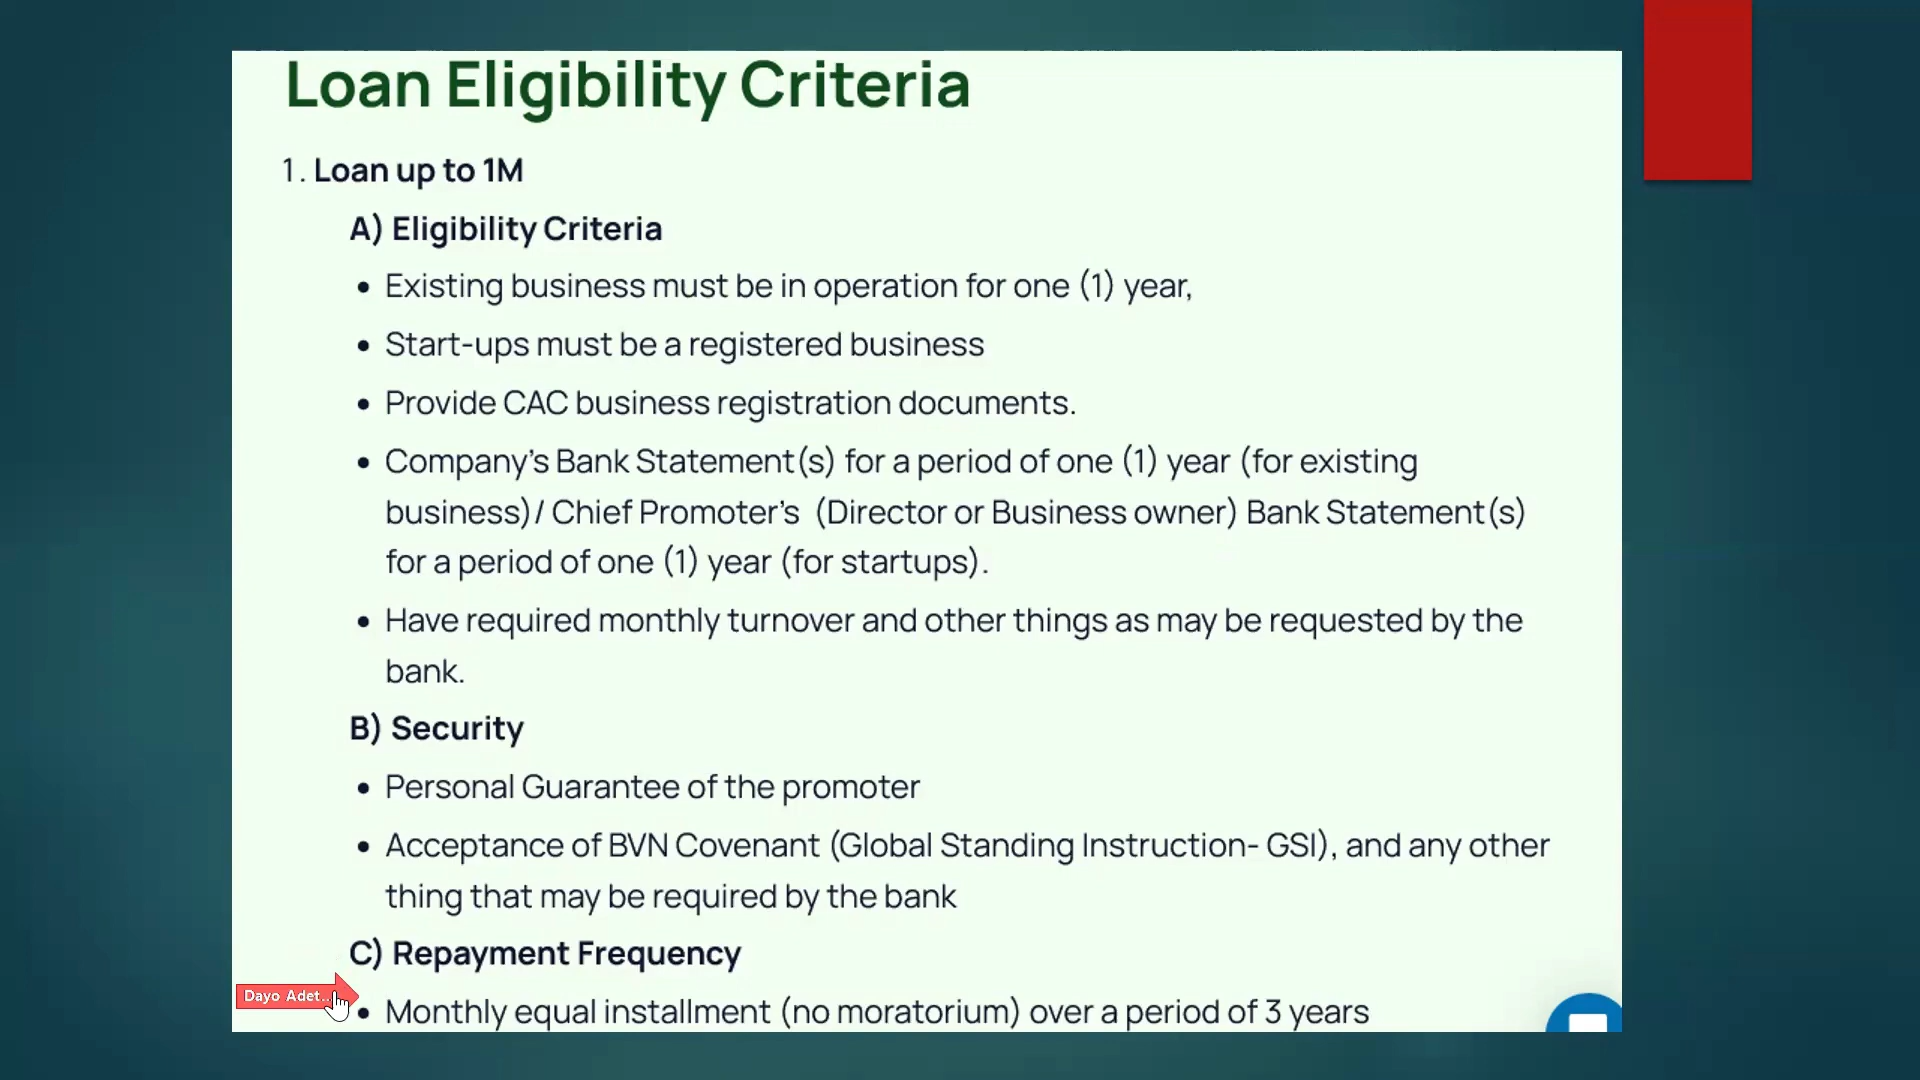 Loan Eligibility Criteria
1. Loan up to 1M
A) Eligibility Criteria
• Existing business must be in operation for one (1) year,
• Start-ups must be a registered business
• Provide CAC business registration documents.
• Company's Bank Statement(s) for a period of one (1) year (for existing
business)/ Chief Promoter's (Director or Business owner) Bank Statement(s)
for a period of one (1) year (for startups).
• Have required monthly turnover and other things as may be requested by the
bank.
B) Security
• Personal Guarantee of the promoter
• Acceptance of BVN Covenant (Global Standing Instruction- GSI), and any other
thing that may be required by the bank
C) Repayment Frequency
Dayo Adet...
• Monthly equal installment (no moratorium) over a period of 3 years